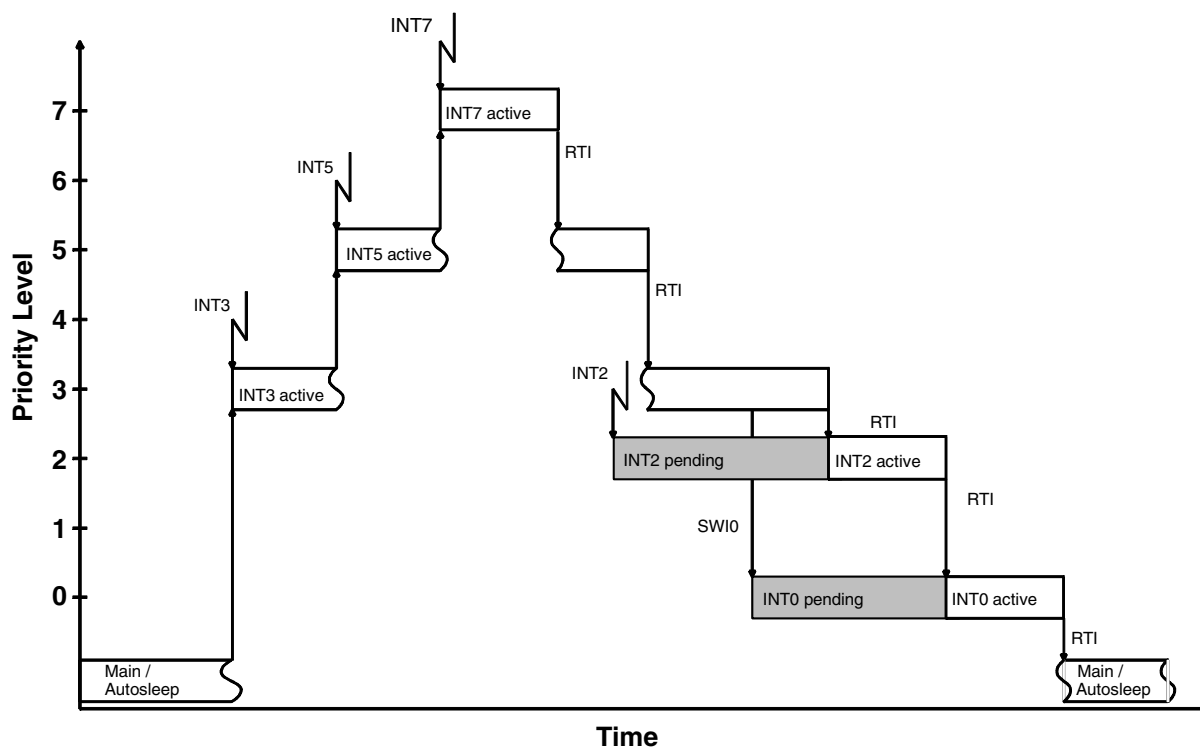 INT7
7
INT7 active
INT5
RTI
6
5
INT5 active
RTI
INT3
4
INT2
3
INT3 active
RTI
2
INT2 pending
INT2 active
RTI
SWI0
1
0
INT0 pending
INT0 active
RTI
Main /
Autosleep
Main /
Autosleep
Priority Level
Time